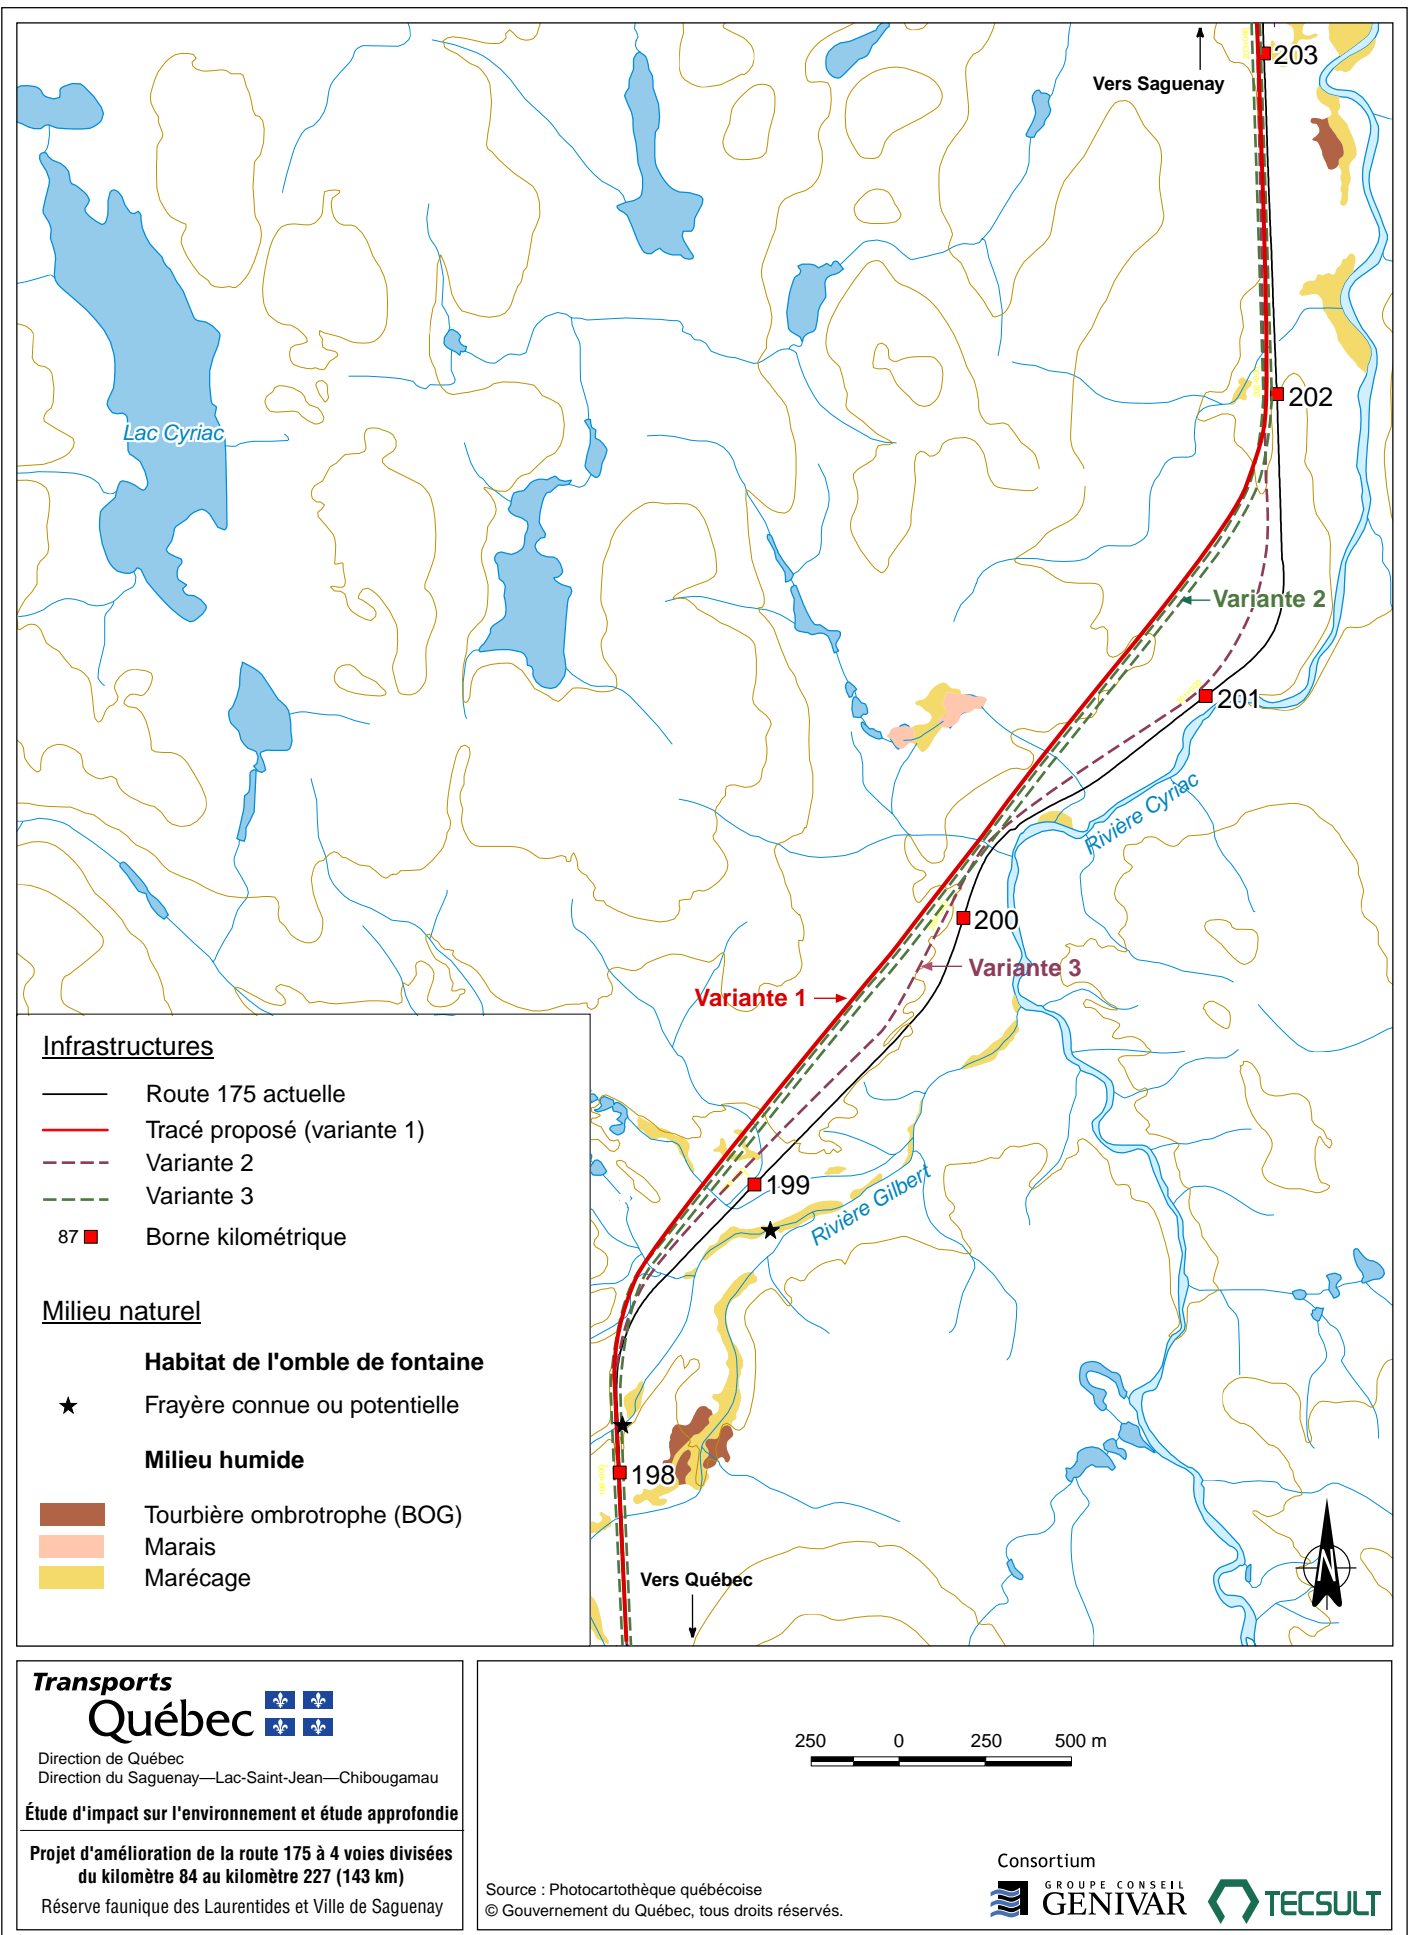 203
Vers Saguenay
202
Lac Cyriac
Variante 2
201
Rivière Cyriac
200
Variante 3
Variante 1
199
Rivière Gilbert
198
Vers Québec
N
Infrastructures
Route 175 actuelle
Tracé proposé (variante 1)
Variante 2
Variante 3
87 Borne kilométrique
Milieu naturel
Habitat de l'omble de fontaine
Frayère connue ou potentielle
Milieu humide
Tourbière ombrotrophe (BOG)
Marais
Marécage
Transports
Québec
Direction de Québec
Direction du Saguenay—Lac-Saint-Jean—Chibougamau
Étude d'impact sur l'environnement et étude approfondie
Projet d'amélioration de la route 175 à 4 voies divisées
du kilomètre 84 au kilomètre 227 (143 km)
Réserve faunique des Laurentides et Ville de Saguenay
250 0 250 500 m
Source : Photocartothèque québécoise
© Gouvernement du Québec, tous droits réservés.
Consortium
GROUPE CONSEIL
GENIVAR
TECSULT